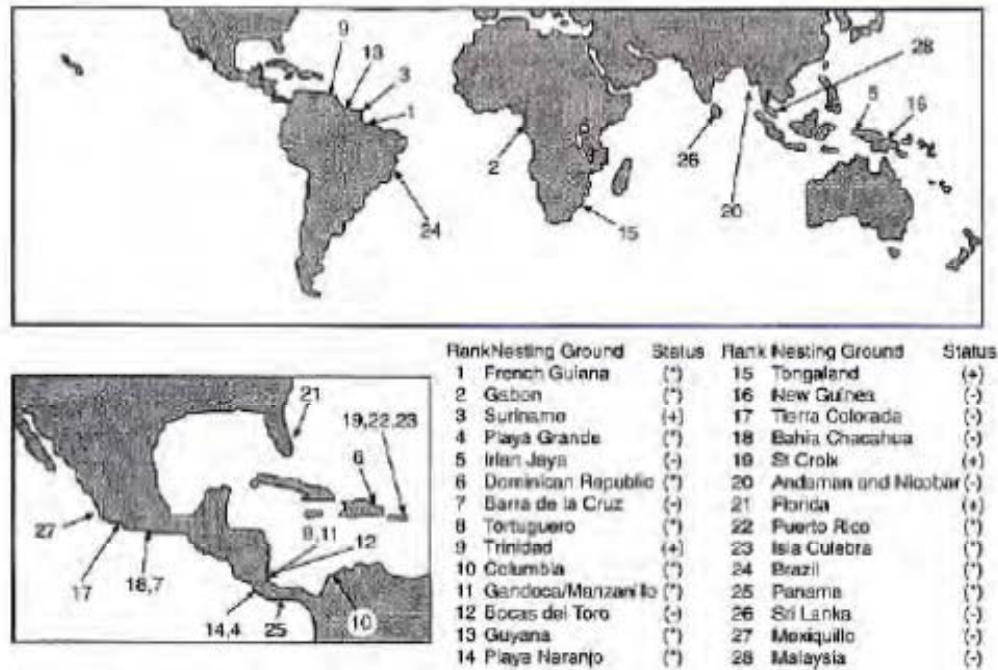 9
13
3
1
24
2
15
26
20
28
5
16
21
19,22,23
6
8,11
12
27
17
18,7
14,4
25
10
RankNesting Ground Status Rank Nesting Ground Status
1 French Guiana (*) 15 Tongaland (+)
2 Gabon (*) 16 New Guinea (-)
3 Suriname (+) 17 Tierra Colorada (-)
4 Playa Grande (*) 18 Bahia Chacahua (-)
5 Irian Jaya (-) 19 St Croix (+)
6 Dominican Republic (*) 20 Andaman and Nicobar (-)
7 Barra de la Cruz (-) 21 Florida (+)
8 Tortuguero (*) 22 Puerto Rico (*)
9 Trinidad (+) 23 Isla Culebra (*)
10 Columbia (*) 24 Brazil (*)
11 Gandoca/Manzanillo (*) 25 Panama (*)
12 Bocas del Toro (-) 26 Sri Lanka (-)
13 Guyana (*) 27 Mexiquillo (-)
14 Playa Naranjo (*) 28 Malaysia (-)